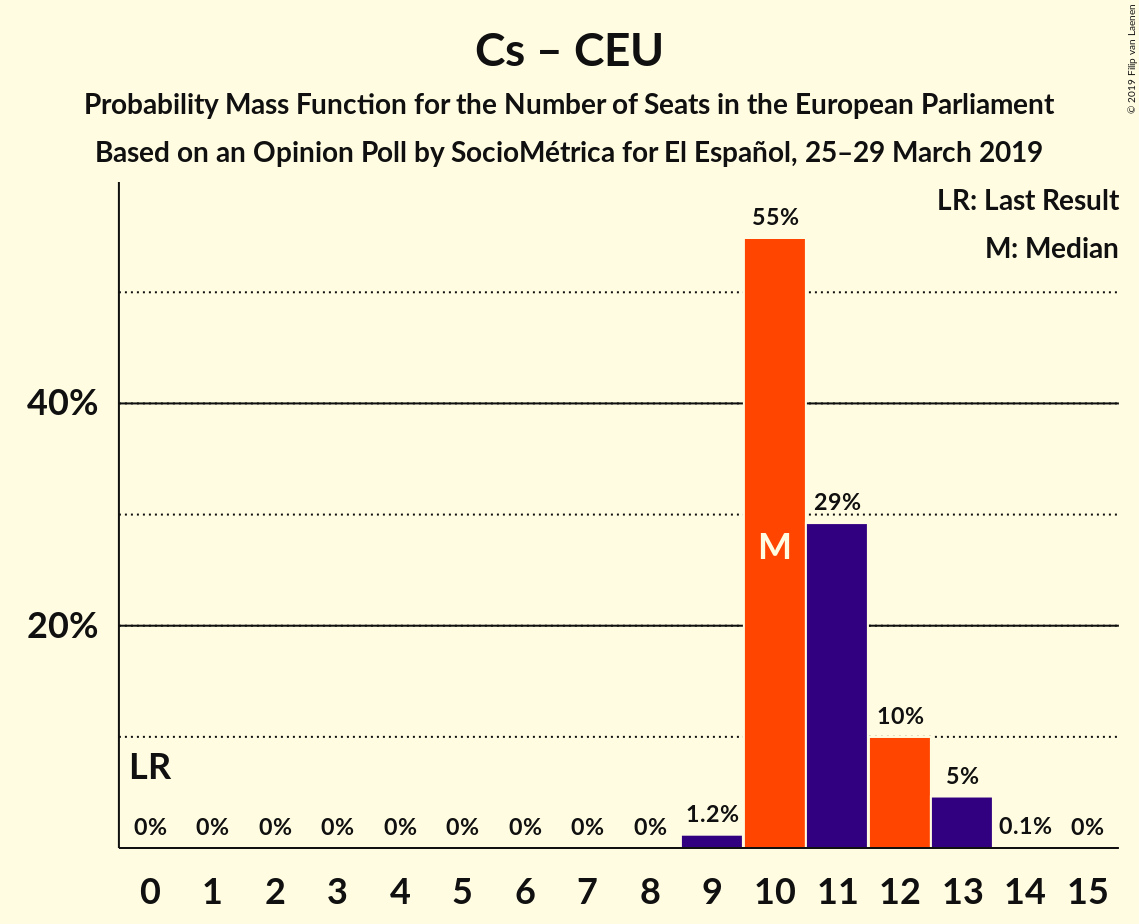 Cs – CEU
Probability Mass Function for the Number of Seats in the European Parliament
Based on an Opinion Poll by SocioMétrica for El Español, 25–29 March 2019
© 2019 Filip van Laenen
LR: Last Result
M: Median
55%
40%
29%
M
20%
10%
LR
5%
1.2%
0% 0% 0% 0% 0% 0% 0% 0% 0% 0.1% 0%
0 1 2 3 4 5 6 7 8 9 10 11 12 13 14 15